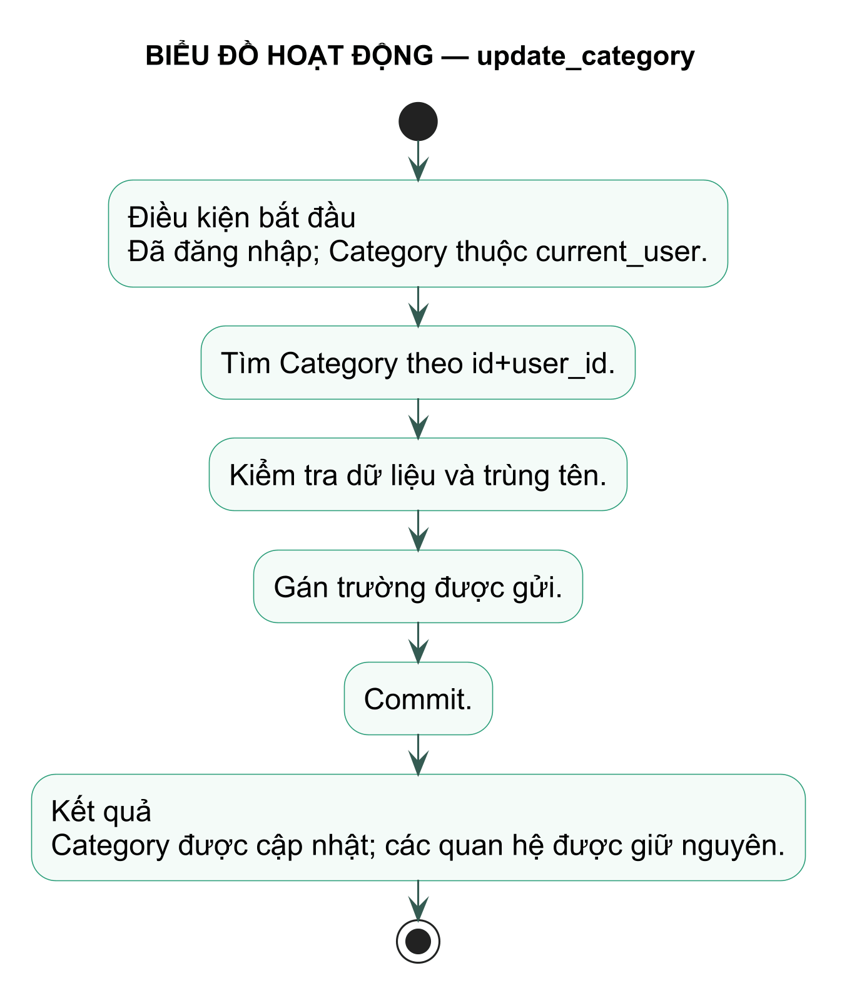 BIỂU ĐỒ HOẠT ĐỘNG — update_category
Điều kiện bắt đầu
Đã đăng nhập; Category thuộc current_user.
Tìm Category theo id+user_id.
Kiểm tra dữ liệu và trùng tên.
Gán trường được gửi.
Commit.
Kết quả
Category được cập nhật; các quan hệ được giữ nguyên.